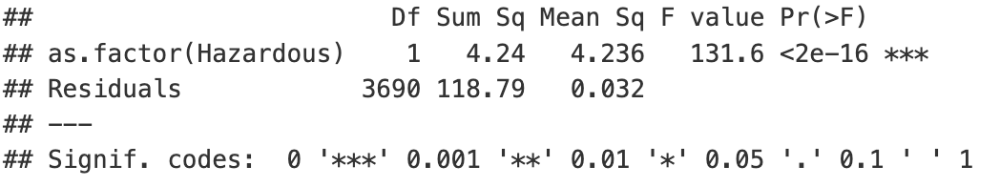 ##                         Df Sum Sq Mean Sq F value Pr(>F)
## as.factor(Hazardous)     1   4.24   4.236   131.6 <2e-16 ***
## Residuals             3690 118.79   0.032
## ---
## Signif. codes:  0 '***' 0.001 '**' 0.01 '*' 0.05 '.' 0.1 ' ' 1